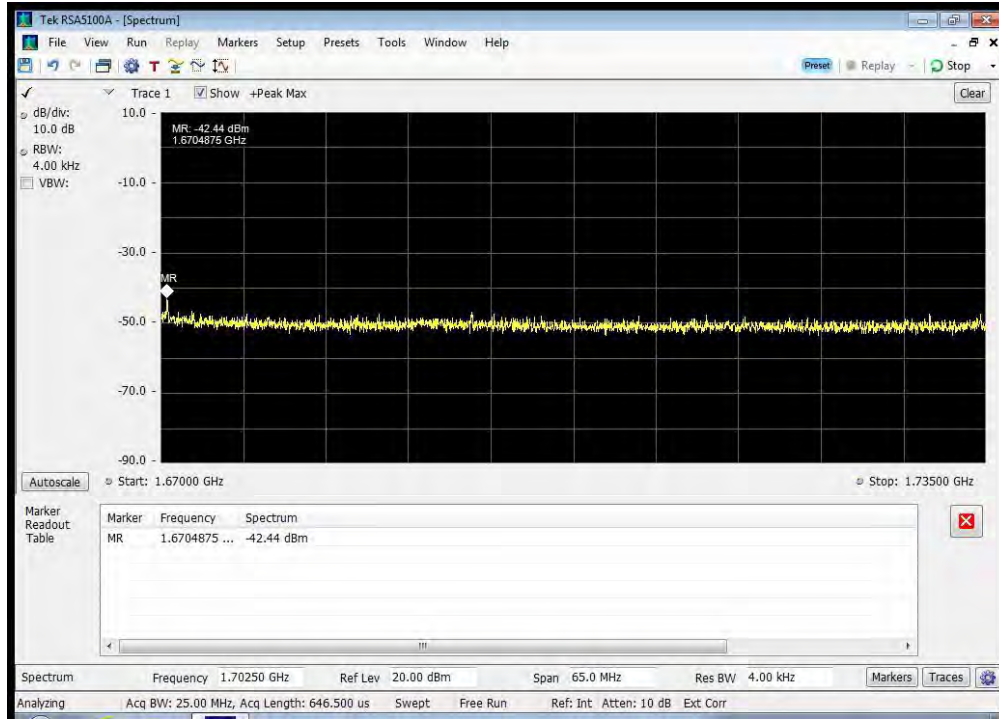 Tek RSA5100A - [Spectrum]
File View Run Replay Markers Setup Presets Tools Window Help
T
Preset Replay Stop
Trace 1 Show +Peak Max Clear
dB/div:
10.0 dB
RBW:
4.00 kHz
VBW:
10.0
-10.0
-30.0
-50.0
-70.0
-90.0
MR: -42.44 dBm
1.6704875 GHz
MR
Autoscale Start: 1.67000 GHz Stop: 1.73500 GHz
Marker
Readout
Table
Marker Frequency Spectrum
MR 1.6704875 ... -42.44 dBm
Spectrum Frequency 1.70250 GHz Ref Lev 20.00 dBm Span 65.0 MHz Res BW 4.00 kHz Markers Traces
Analyzing Acq BW: 25.00 MHz, Acq Length: 646.500 us Swept Free Run Ref: Int Atten: 10 dB Ext Corr